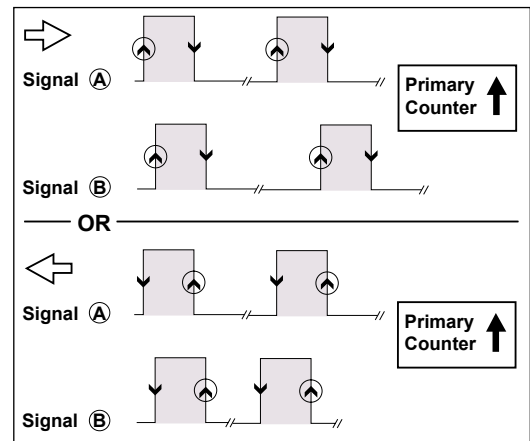 Signal A
Primary
Counter
Signal B
OR
Signal A
Primary
Counter
Signal B